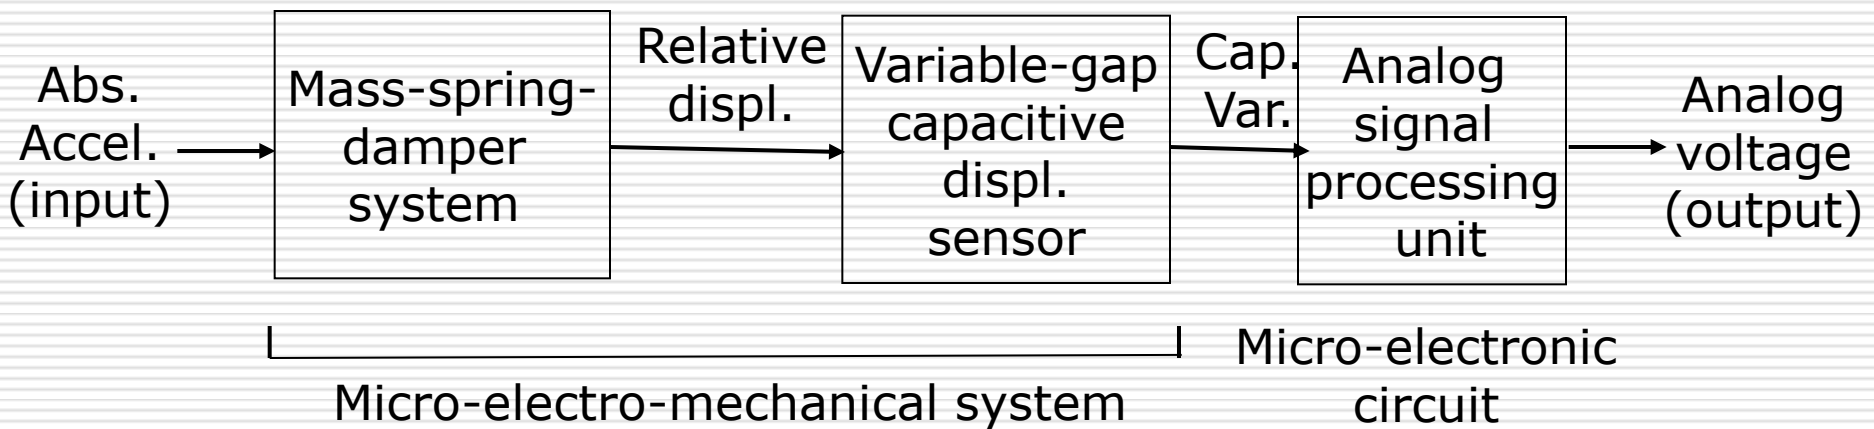 Abs.
Accel.
(input)
Mass-spring-
damper
system
Relative
displ.
Variable-gap
capacitive
displ.
sensor
Cap.
Var.
Analog
signal
processing
unit
Analog
voltage
(output)
Micro-electro-mechanical system
Micro-electronic
circuit